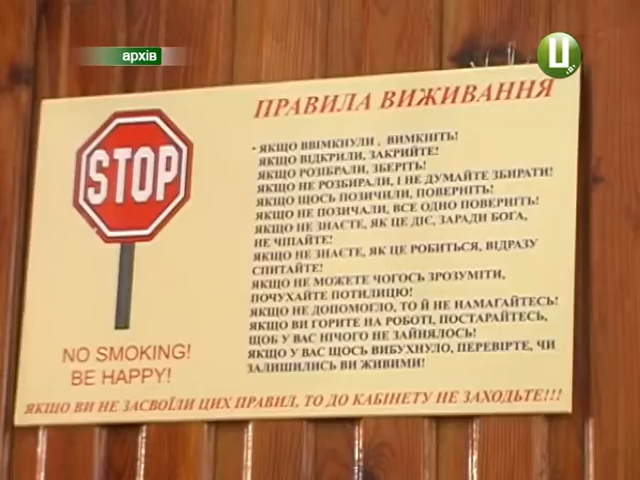 архів
Ц
ПРАВИЛА ВИЖИВАННЯ
STOP
- ЯКЩО ВВІМКНУЛИ , ВИМКНІТЬ!
ЯКЩО ВІДКРИЛИ, ЗАКРИЙТЕ!
ЯКЩО РОЗІБРАЛИ, ЗБЕРІТЬ!
ЯКЩО НЕ РОЗБИРАЛИ, І НЕ ДУМАЙТЕ ЗБИРАТИ!
ЯКЩО ЩОСЬ ПОЗИЧИЛИ, ПОВЕРНІТЬ!
ЯКЩО НЕ ПОЗИЧАЛИ, ВСЕ ОДНО ПОВЕРНІТЬ!
ЯКЩО НЕ ЗНАЄТЕ, ЯК ЦЕ ДІЄ, ЗАРАДИ БОГА,
НЕ ЧІПАЙТЕ!
ЯКЩО НЕ ЗНАЄТЕ, ЯК ЦЕ РОБИТЬСЯ, ВІДРАЗУ
СПИТАЙТЕ!
ЯКЩО НЕ МОЖЕТЕ ЧОГОСЬ ЗРОЗУМІТИ,
ПОЧУХАЙТЕ ПОТИЛИЦЮ!
ЯКЩО НЕ ДОПОМОГЛО, ТО Й НЕ НАМАГАЙТЕСЬ!
ЯКЩО ВИ ГОРИТЕ НА РОБОТІ, ПОСТАРАЙТЕСЬ,
ЩОБ У ВАС НІЧОГО НЕ ЗАЙНЯЛОСЬ!
ЯКЩО У ВАС ЩОСЬ ВИБУХНУЛО, ПЕРЕВІРТЕ, ЧИ
ЗАЛИШИЛИСЬ ВИ ЖИВИМИ!
NO SMOKING!
BE HAPPY!
ЯКЩО ВИ НЕ ЗАСВОЇЛИ ЦИХ ПРАВИЛ, ТО ДО КАБІНЕТУ НЕ ЗАХОДЬТЕ!!!